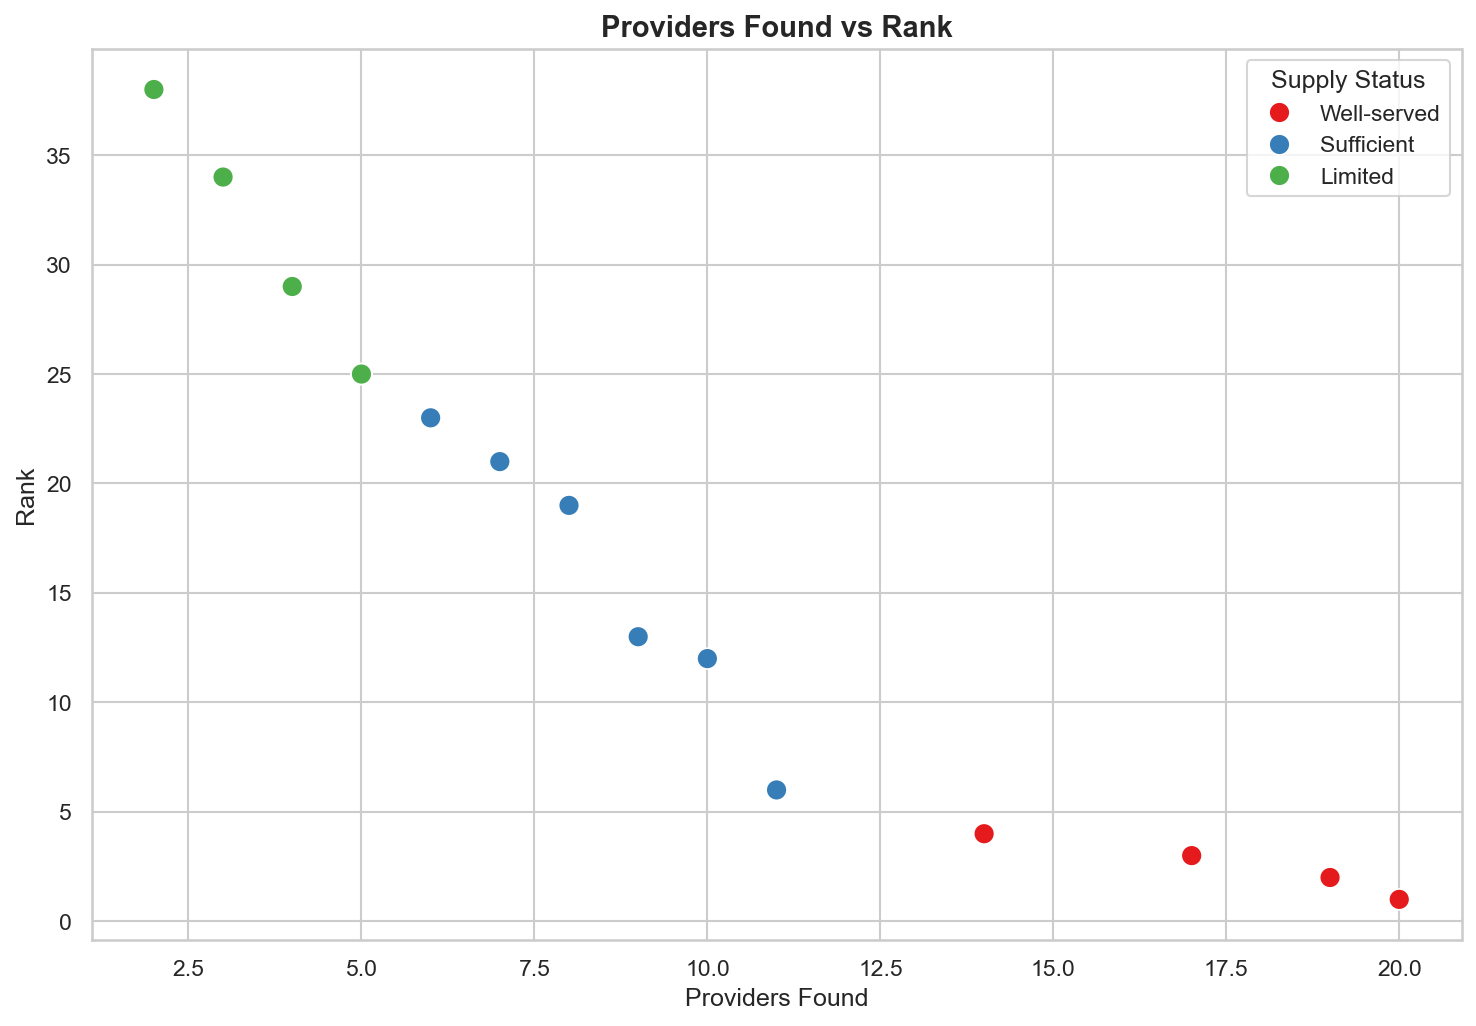 Providers Found vs Rank
Supply Status
Well-served
Sufficient
Limited
35
30
25
20
15
10
5
0
Rank
2.5 5.0 7.5 10.0 12.5 15.0 17.5 20.0
Providers Found